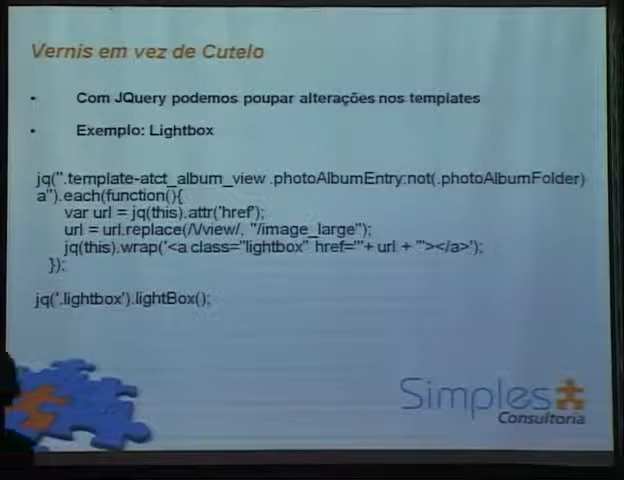 Vernis em vez de Cutelo
• Com JQuery podemos poupar alterações nos templates
• Exemplo: Lightbox
jq(".template-atct_album_view .photoAlbumEntry:not(.photoAlbumFolder)
a").each(function(){
var url = jq(this).attr('href');
url = url.replace(/\/view/, "/image_large");
jq(this).wrap('<a class="lightbox" href="'+ url + '"></a>');
});
jq('.lightbox').lightBox();
Simples
Consultoria